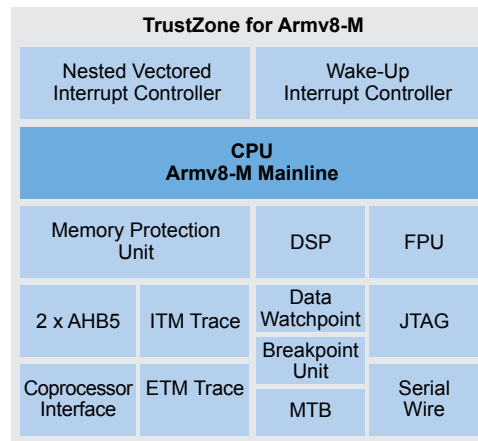 TrustZone for Armv8-M
Nested Vectored
Interrupt Controller
Wake-Up
Interrupt Controller
CPU
Armv8-M Mainline
Memory Protection
Unit
DSP
FPU
2 x AHB5
ITM Trace
Data
Watchpoint
JTAG
Breakpoint
Unit
Coprocessor
Interface
ETM Trace
MTB
Serial
Wire